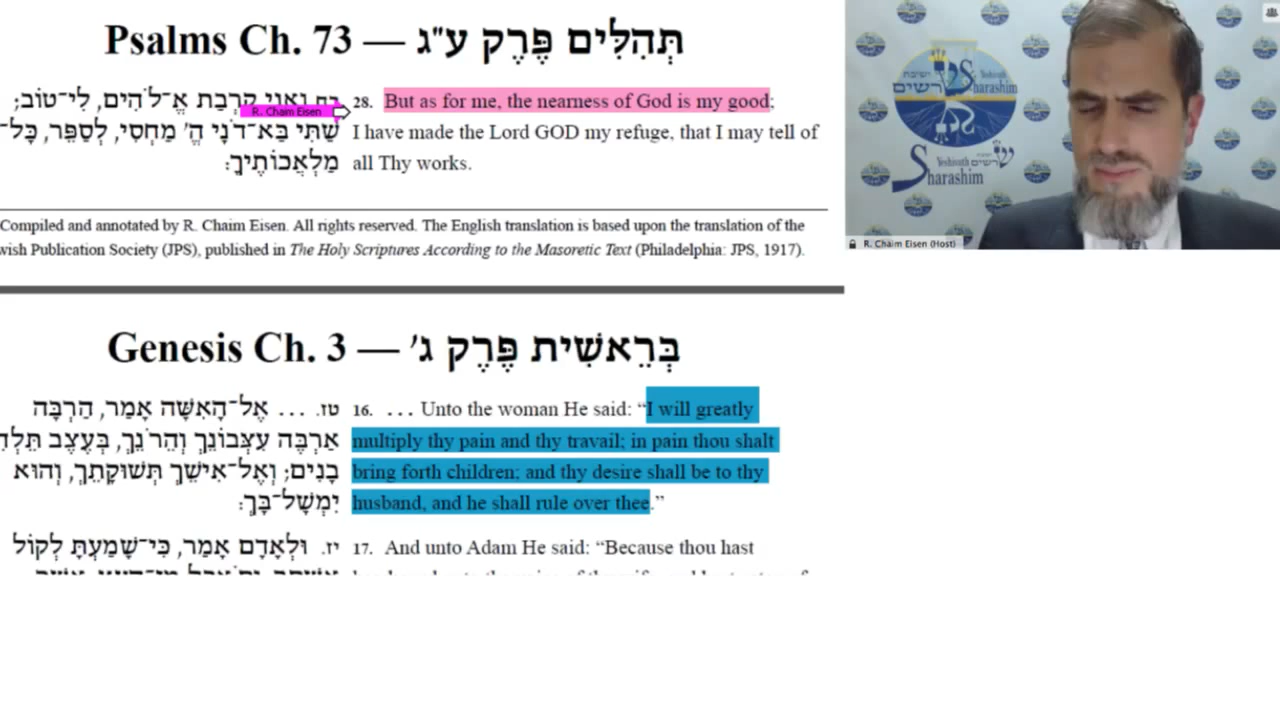 Psalms Ch. 73 — תְּהִלִּים פֶּרֶק ע"ג
קִרְבַת אֱ־לֹהִים, לִי־טוֹב;
R. Chaim Eisen
28. But as for me, the nearness of God is my good;
שַׁתִּי בַּא־דֹנָי ה' מַחְסִי, לְסַפֵּר, כָּל־
I have made the Lord GOD my refuge, that I may tell of
מַלְאֲכוֹתֶיךָ:
all Thy works.
Compiled and annotated by R. Chaim Eisen. All rights reserved. The English translation is based upon the translation of the
wish Publication Society (JPS), published in The Holy Scriptures According to the Masoretic Text (Philadelphia: JPS, 1917).
Genesis Ch. 3 — בְּרֵאשִׁית פֶּרֶק ג'
טז. ... אֶל־הָאִשָּׁה אָמַר, הַרְבָּה
16. ... Unto the woman He said: “I will greatly
אַרְבֶּה עִצְּבוֹנֵךְ וְהֵרֹנֵךְ, בְּעֶצֶב תֵּלְדִ
multiply thy pain and thy travail; in pain thou shalt
בָנִים; וְאֶל־אִישֵׁךְ תְּשׁוּקָתֵךְ, וְהוּא
bring forth children; and thy desire shall be to thy
יִמְשָׁל־בָּךְ:
husband, and he shall rule over thee.”
יז. וּלְאָדָם אָמַר, כִּי־שָׁמַעְתָּ לְקוֹל
17. And unto Adam He said: “Because thou hast
ישיבת שרשים
Yeshivath Sharashim
Yeshivath שרשים
Sharashim
R. Chaim Eisen (Host)